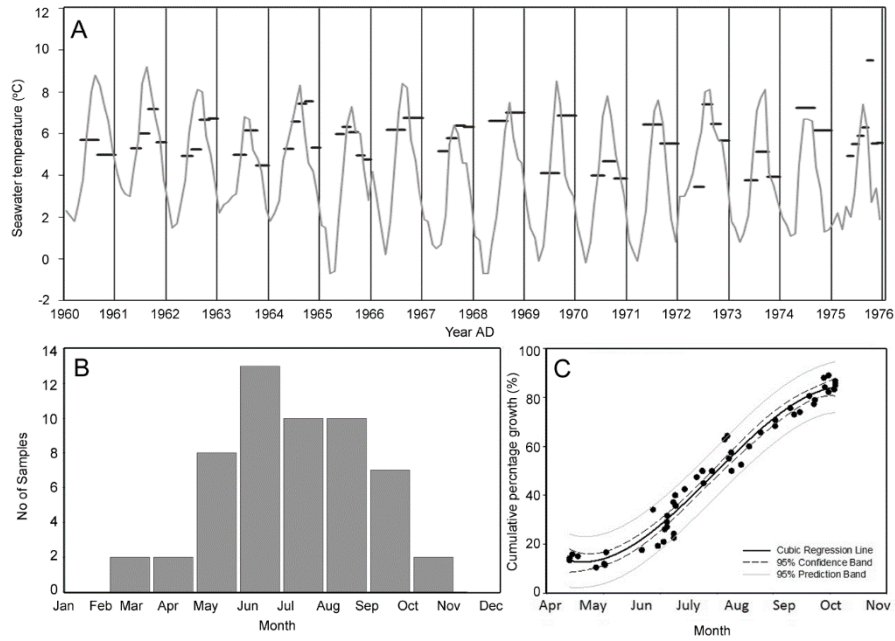 A
Seawater temperature (ºC)
12
10
8
6
4
2
0
-2
1960 1961 1962 1963 1964 1965 1966 1967 1968 1969 1970 1971 1972 1973 1974 1975 1976
Year AD
B
No of Samples
14
12
10
8
6
4
2
0
Jan Feb Mar Apr May Jun Jul Aug Sep Oct Nov Dec
Month
C
Cumulative percontage growth (%)
100
80
60
40
20
0
Cubic Regression Line
95% Confidence Band
95% Prediction Band
Apr May Jun July Aug Sep Oct Nov
Month